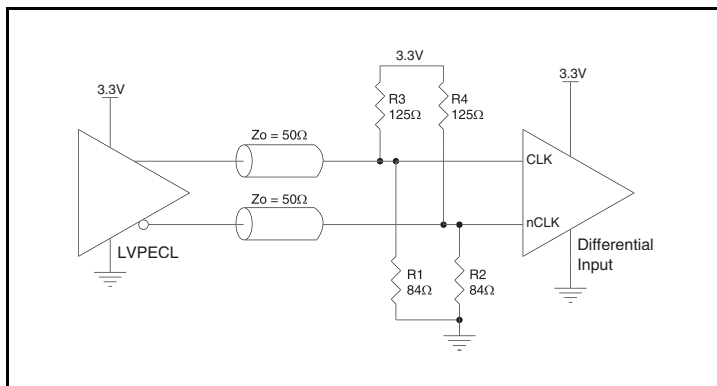 3.3V
3.3V
3.3V
R3
125Ω
R4
125Ω
Zo = 50Ω
CLK
Zo = 50Ω
nCLK
LVPECL
Differential
Input
R1
84Ω
R2
84Ω